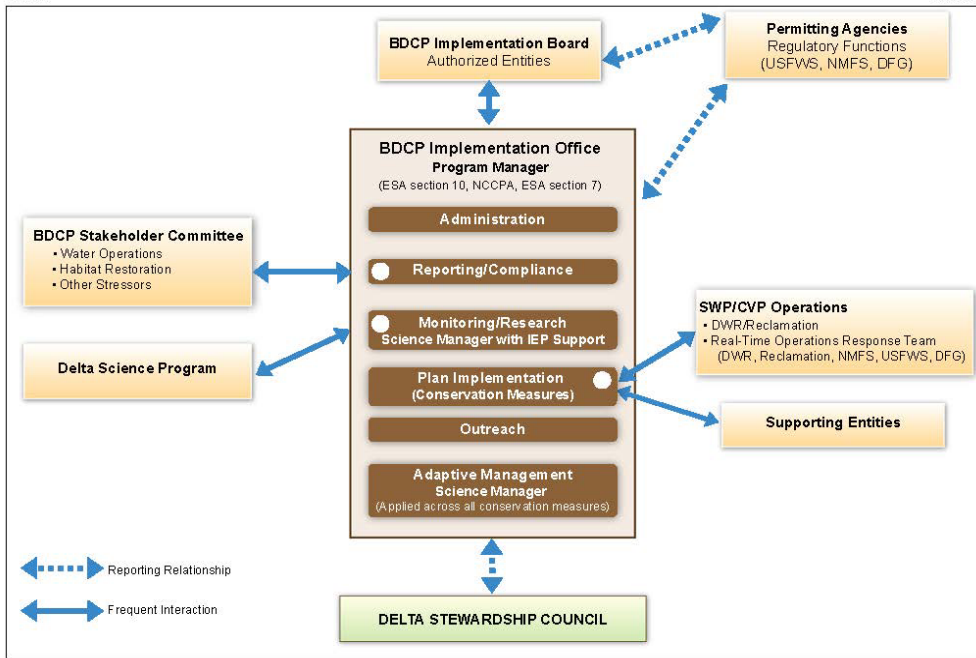 BDCP Implementation Board
Authorized Entities
Permitting Agencies
Regulatory Functions
(USFWS, NMFS, DFG)
BDCP Implementation Office
Program Manager
(ESA section 10, NCCPA, ESA section 7)
Administration
Reporting/Compliance
Monitoring/Research
Science Manager with IEP Support
Plan Implementation
(Conservation Measures)
Outreach
Adaptive Management
Science Manager
(Applied across all conservation measures)
BDCP Stakeholder Committee
• Water Operations
• Habitat Restoration
• Other Stressors
Delta Science Program
SWP/CVP Operations
• DWR/Reclamation
• Real-Time Operations Response Team
(DWR, Reclamation, NMFS, USFWS, DFG)
Supporting Entities
Reporting Relationship
Frequent Interaction
DELTA STEWARDSHIP COUNCIL